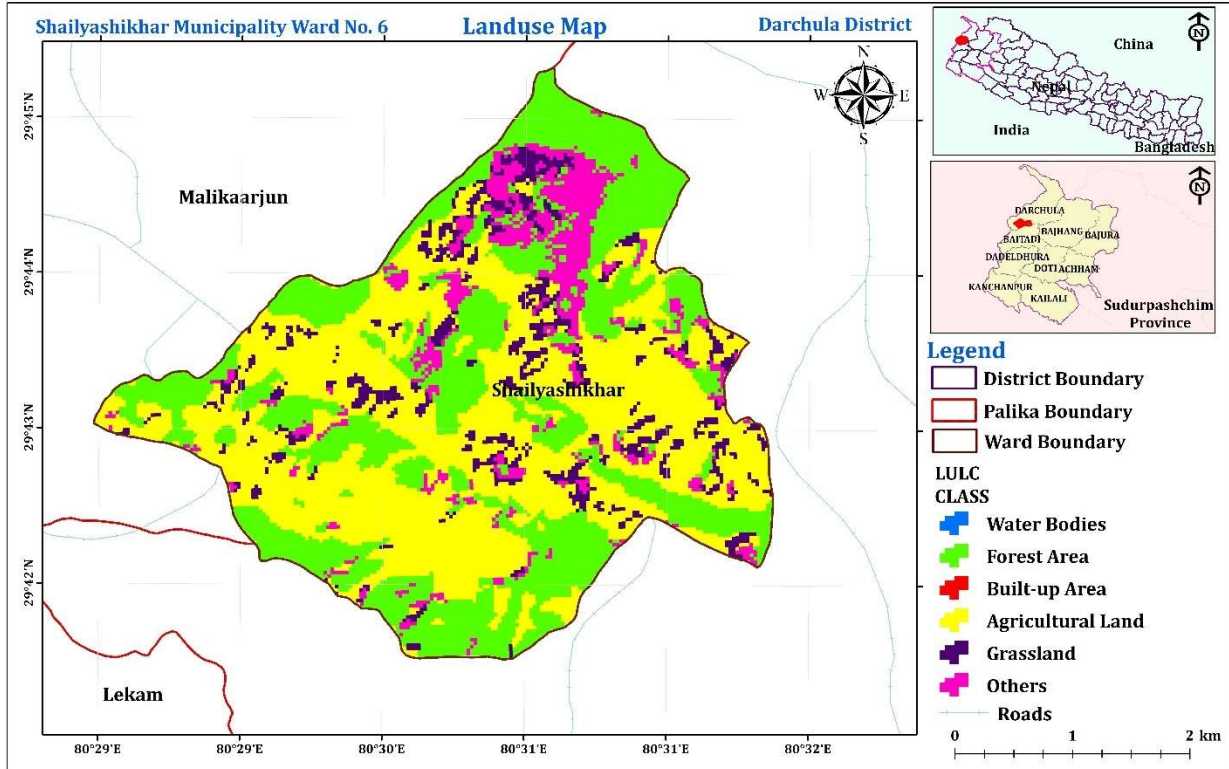 Shailyashikhar Municipality Ward No. 6
Landuse Map
Darchula District
N
W
E
S
29°45'N
29°44'N
29°43'N
29°42'N
Malikaarjun
Shailyashikhar
Lekam
80°29'E
80°29'E
80°30'E
80°31'E
80°31'E
80°32'E
N
China
Nepal
India
Bangladesh
N
DARCHULA
BAJHANG
BAJURA
BAITADI
DADELDHURA
DOTI
ACHHAM
KANCHANPUR
KAILALI
Sudurpashchim
Province
Legend
District Boundary
Palika Boundary
Ward Boundary
LULC
CLASS
Water Bodies
Forest Area
Built-up Area
Agricultural Land
Grassland
Others
Roads
0
1
2 km